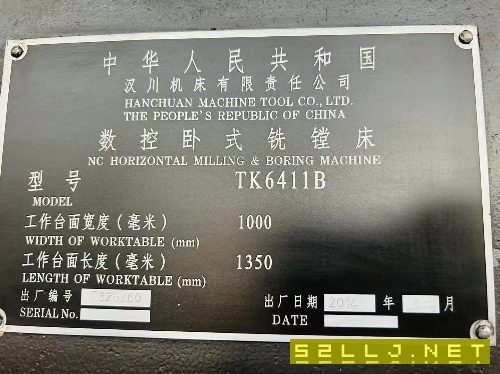 中华人民共和国
汉川机床有限责任公司
HANCHUAN MACHINE TOOL CO., LTD.
THE PEOPLE'S REPUBLIC OF CHINA
数控卧式铣镗床
NC HORIZONTAL MILLING & BORING MACHINE
型号 TK6411B
MODEL
工作台面宽度（毫米） 1000
WIDTH OF WORKTABLE (mm)
工作台面长度（毫米） 1350
LENGTH OF WORKTABLE (mm)
出厂编号 出厂日期 2014 年 月
SERIAL No. DATE
52LLJ.NET